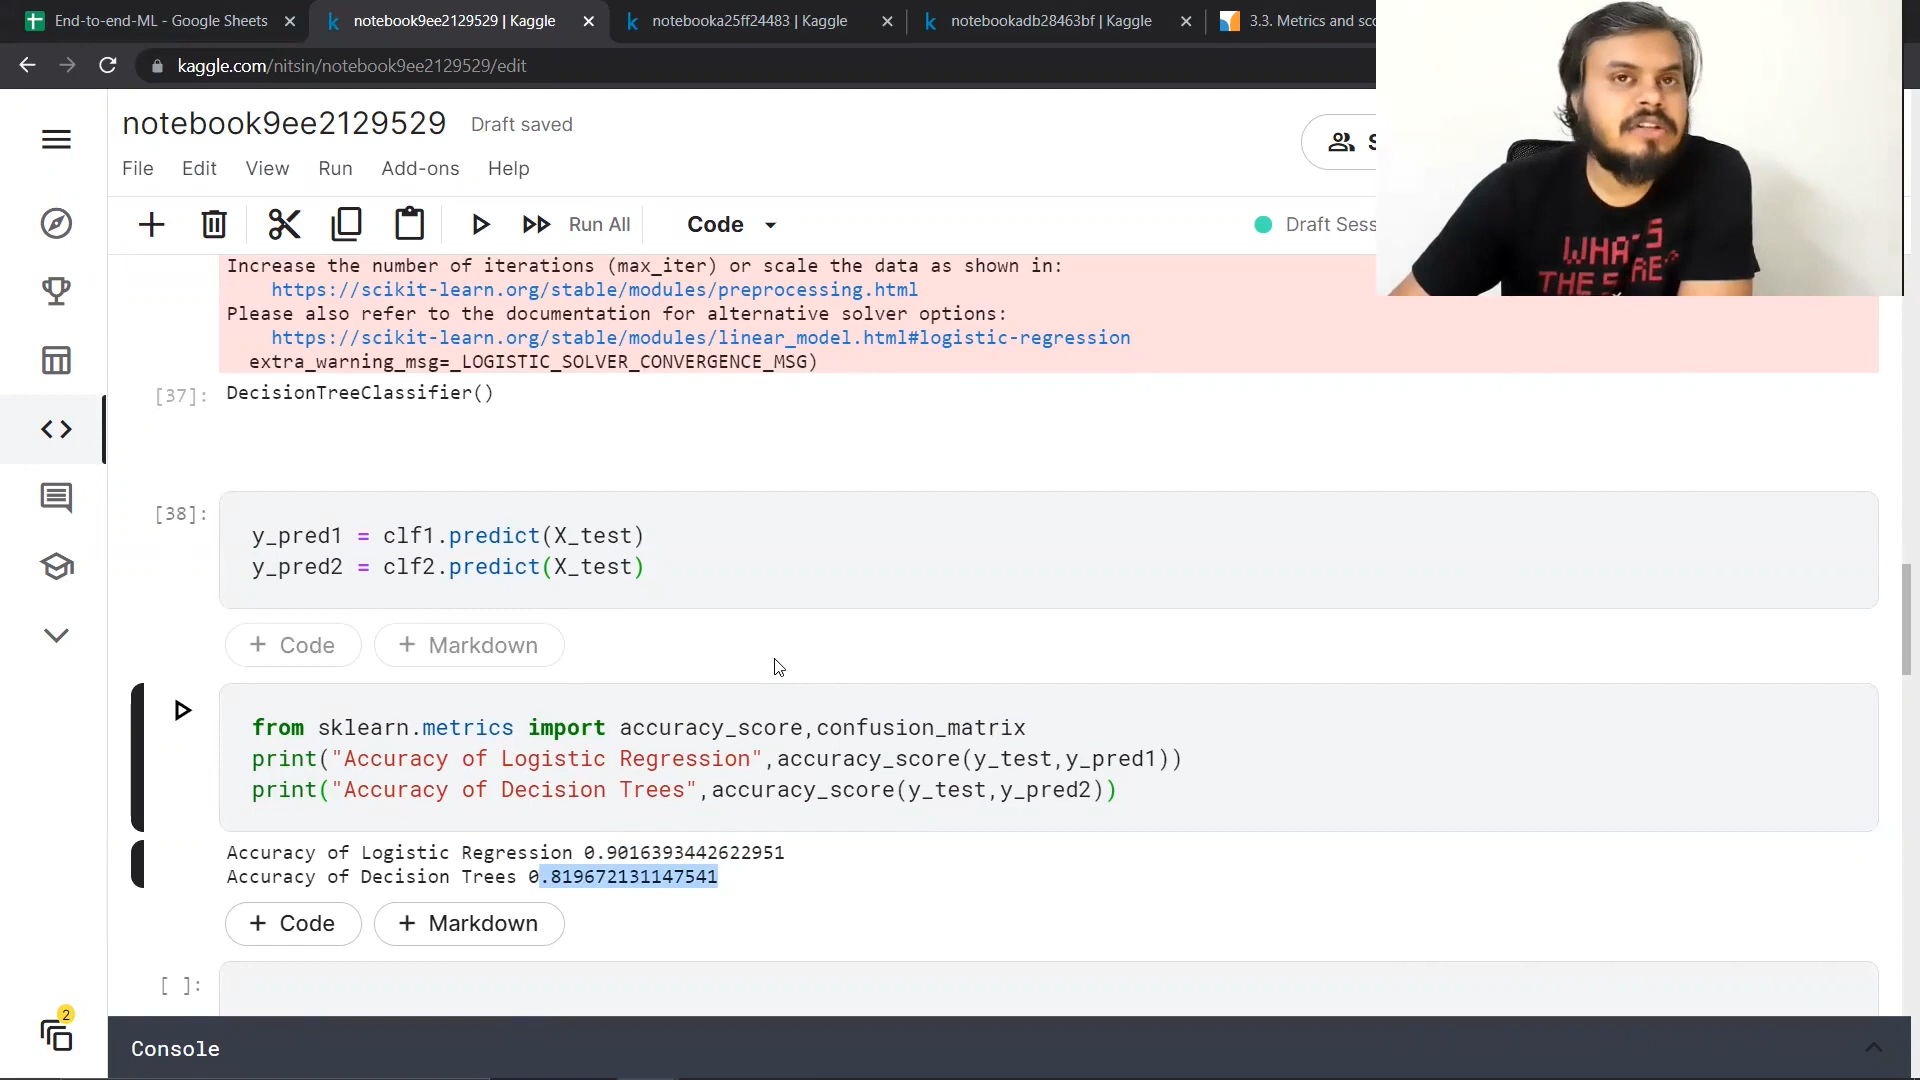 End-to-end-ML - Google Sheets
notebook9ee2129529 | Kaggle
notebooka25ff24483 | Kaggle
notebookadb28463bf | Kaggle
3.3. Metrics and sco
kaggle.com/nitsin/notebook9ee2129529/edit
notebook9ee2129529
Draft saved
File
Edit
View
Run
Add-ons
Help
Run All
Code
Draft Sess
Increase the number of iterations (max_iter) or scale the data as shown in:
https://scikit-learn.org/stable/modules/preprocessing.html
Please also refer to the documentation for alternative solver options:
https://scikit-learn.org/stable/modules/linear_model.html#logistic-regression
extra_warning_msg=_LOGISTIC_SOLVER_CONVERGENCE_MSG)
[37]:
DecisionTreeClassifier()
[38]:
y_pred1 = clf1.predict(X_test)
y_pred2 = clf2.predict(X_test)
+ Code
+ Markdown
from sklearn.metrics import accuracy_score,confusion_matrix
print("Accuracy of Logistic Regression",accuracy_score(y_test,y_pred1))
print("Accuracy of Decision Trees",accuracy_score(y_test,y_pred2))
Accuracy of Logistic Regression 0.9016393442622951
Accuracy of Decision Trees 0.819672131147541
+ Code
+ Markdown
[ ]:
2
Console